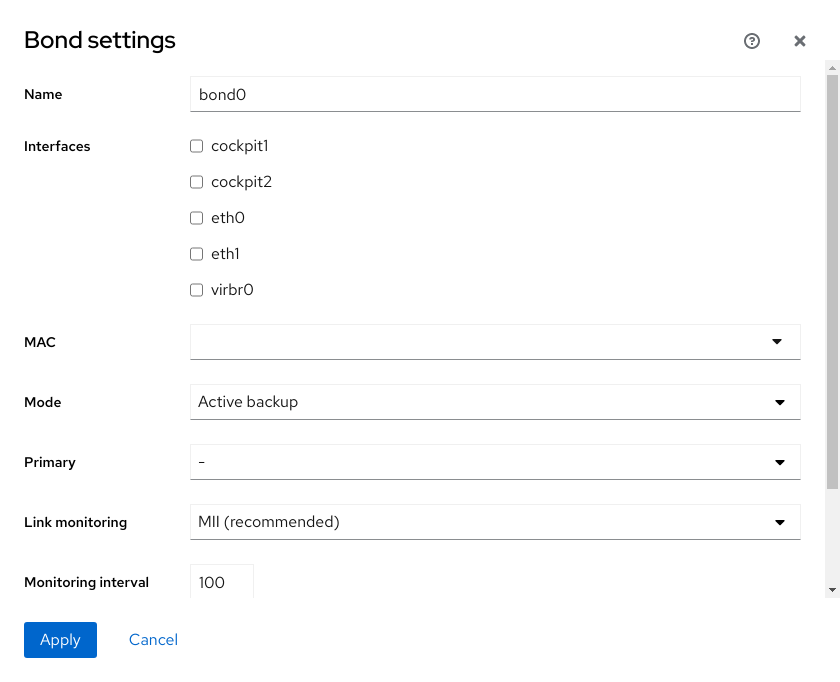 Bond settings
Name bond0
Interfaces cockpit1
cockpit2
eth0
eth1
virbr0
MAC
Mode Active backup
Primary -
Link monitoring MII (recommended)
Monitoring interval 100
Apply Cancel